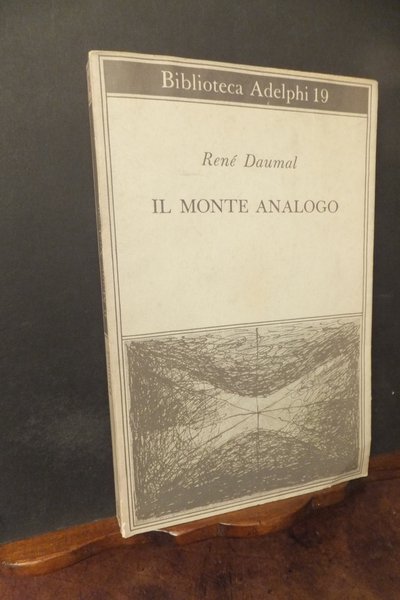 Biblioteca Adelphi 19
René Daumal
IL MONTE ANALOGO